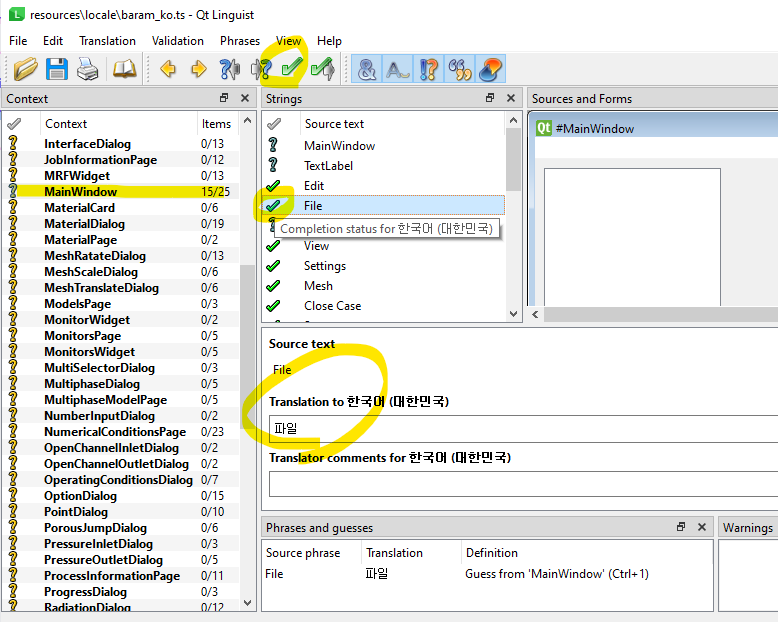 resources\locale\baram_ko.ts - Qt Linguist
File Edit Translation Validation Phrases View Help
Context
Context Items
InterfaceDialog 0/13
JobInformationPage 0/12
MRFWidget 0/13
MainWindow 15/25
MaterialCard 0/6
MaterialDialog 0/19
MaterialPage 0/2
MeshRatateDialog 0/13
MeshScaleDialog 0/6
MeshTranslateDialog 0/6
ModelsPage 0/3
MonitorWidget 0/2
MonitorsPage 0/5
MonitorsWidget 0/5
MultiSelectorDialog 0/3
MultiphaseDialog 0/5
MultiphaseModelPage 0/5
NumberInputDialog 0/2
NumericalConditionsPage 0/23
OpenChannelInletDialog 0/2
OpenChannelOutletDialog 0/2
OperatingConditionsDialog 0/7
OptionDialog 0/15
PointDialog 0/10
PorousJumpDialog 0/6
PressureInletDialog 0/3
PressureOutletDialog 0/5
ProcessInformationPage 0/11
ProgressDialog 0/3
RadiationDialog 0/12
Strings
Source text
MainWindow
TextLabel
Edit
File
Completion status for 한국어 (대한민국)
View
Settings
Mesh
Close Case
Sources and Forms
Qt #MainWindow
Source text
File
Translation to 한국어 (대한민국)
파일
Translator comments for 한국어 (대한민국)
Phrases and guesses
Source phrase Translation Definition
File 파일 Guess from 'MainWindow' (Ctrl+1)
Warnings